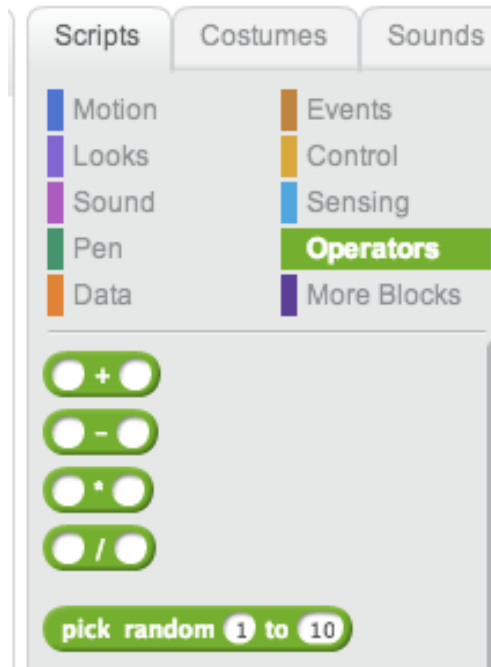 Scripts Costumes Sounds
Motion Events
Looks Control
Sound Sensing
Pen Operators
Data More Blocks
+
-
*
/
pick random 1 to 10